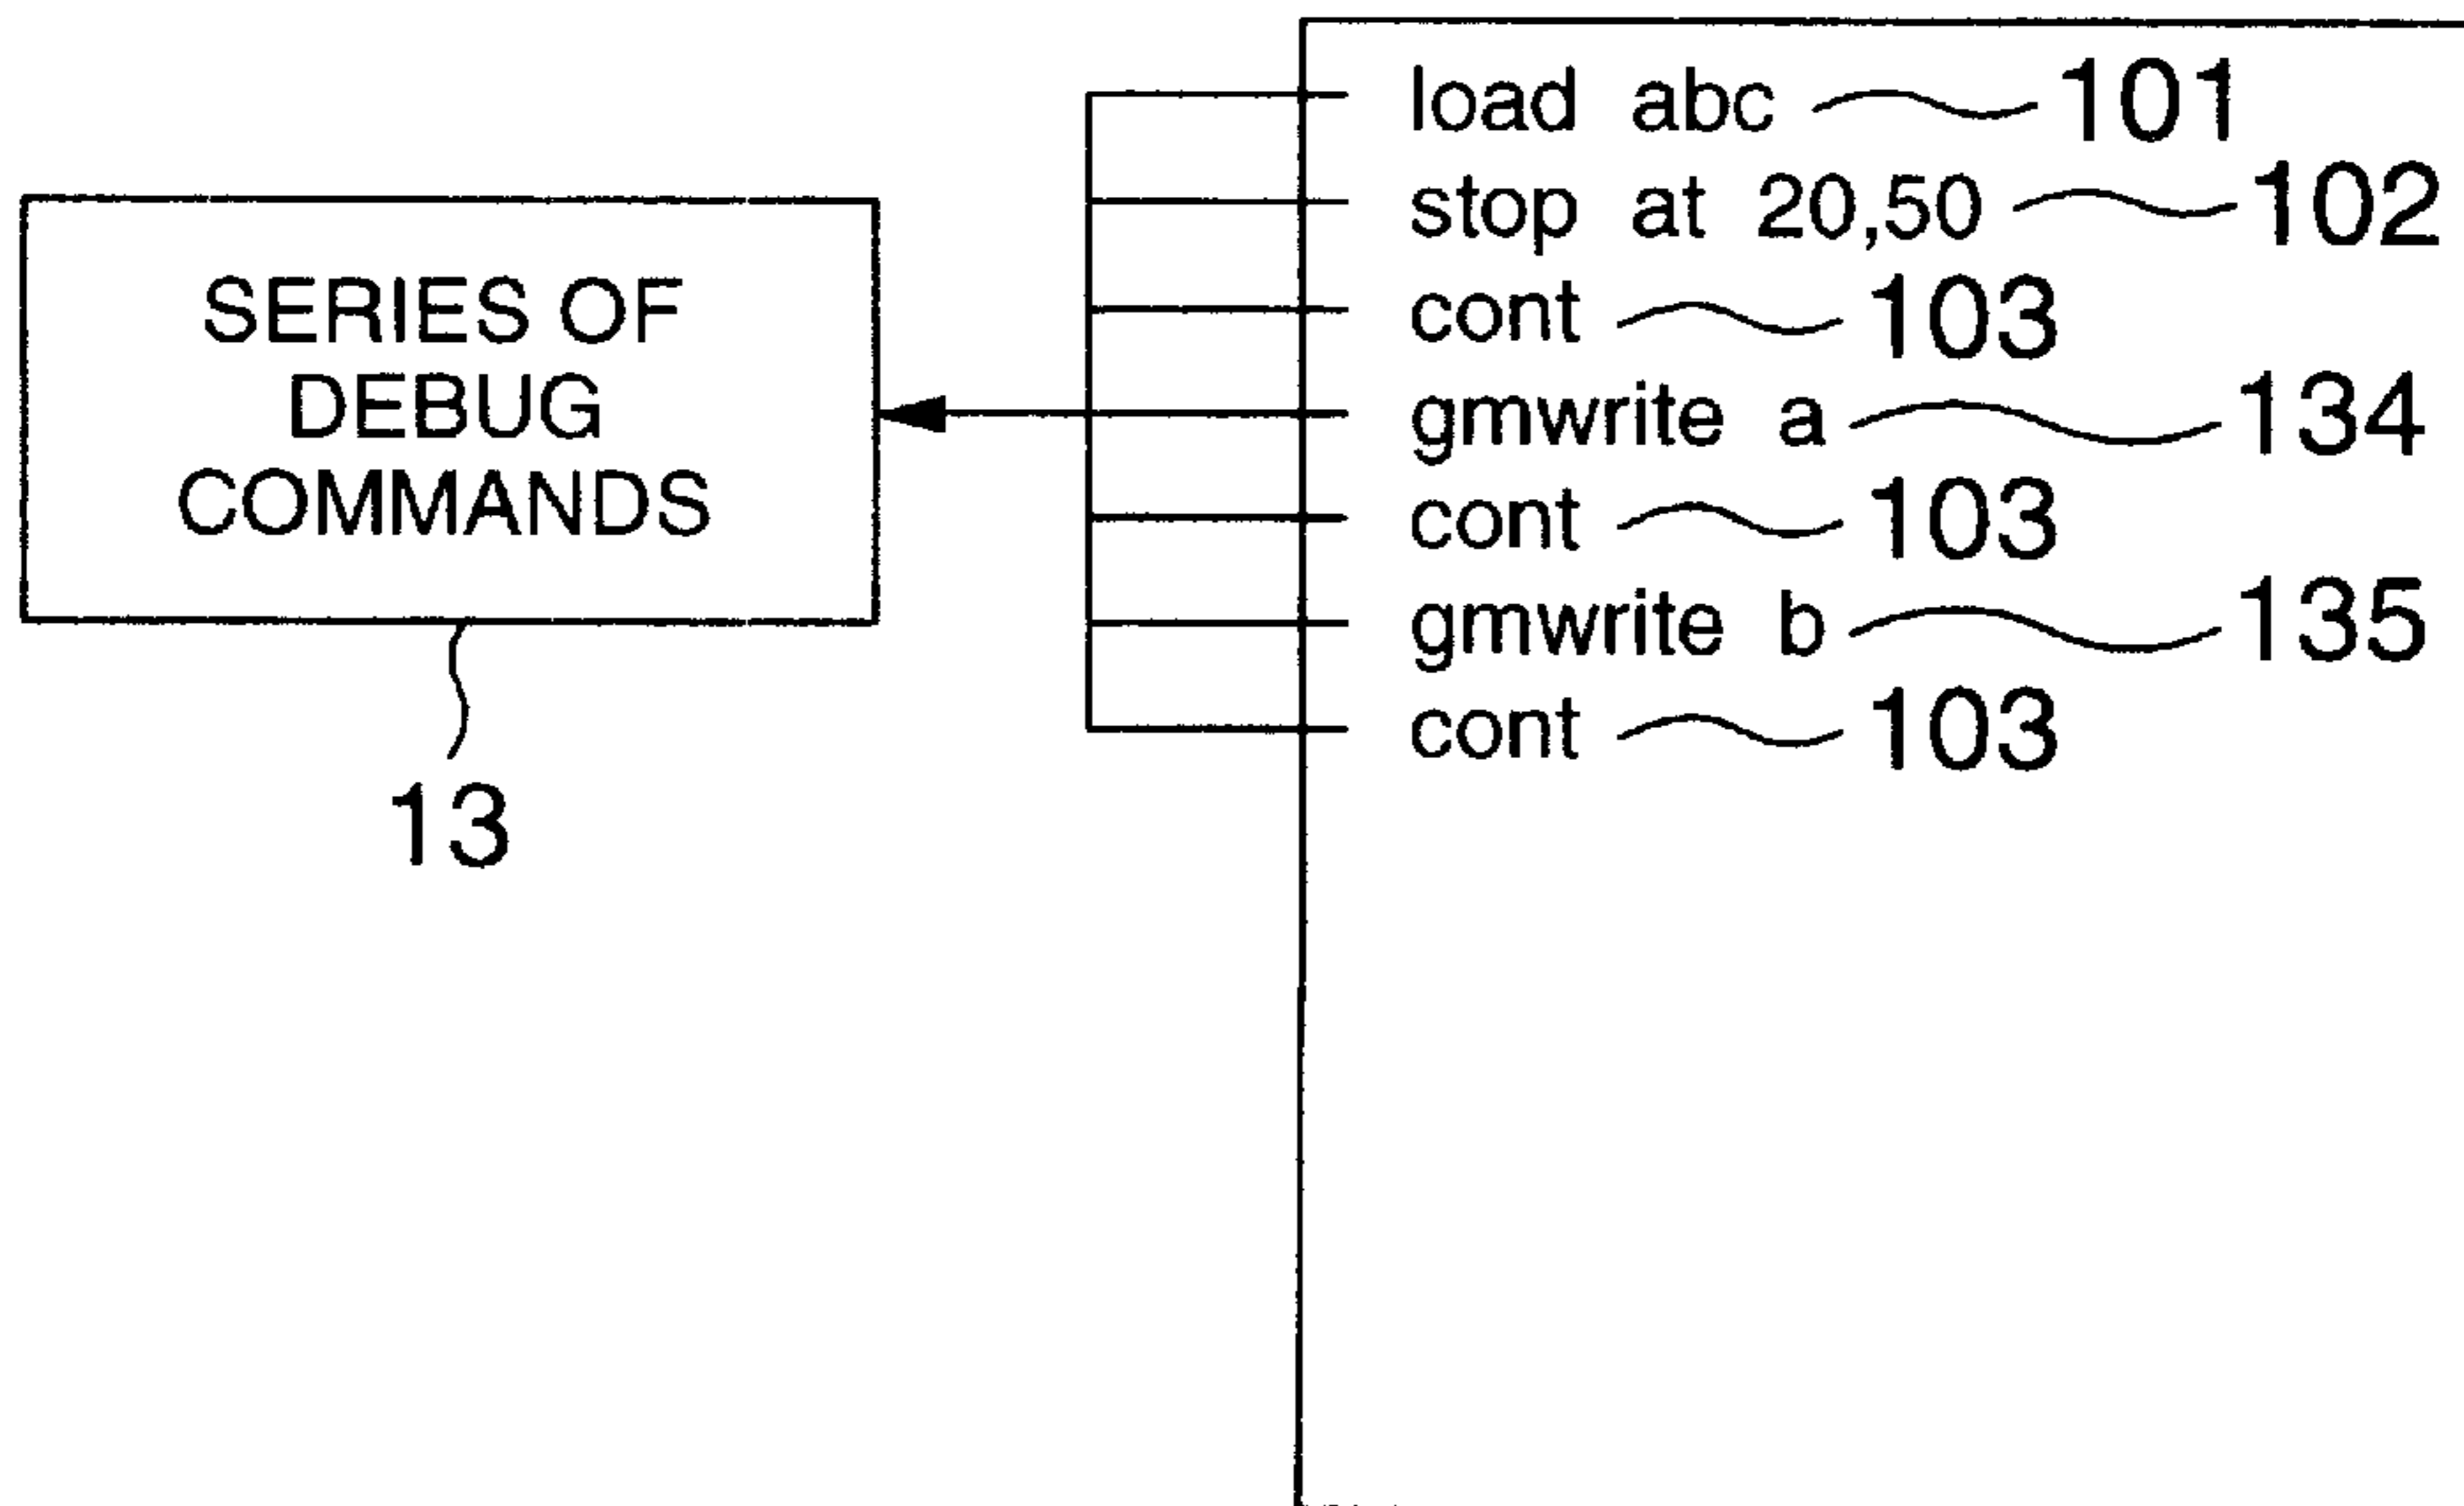 SERIES OF
DEBUG
COMMANDS
13
load abc 101
stop at 20,50 102
cont 103
gmwrite a 134
cont 103
gmwrite b 135
cont 103